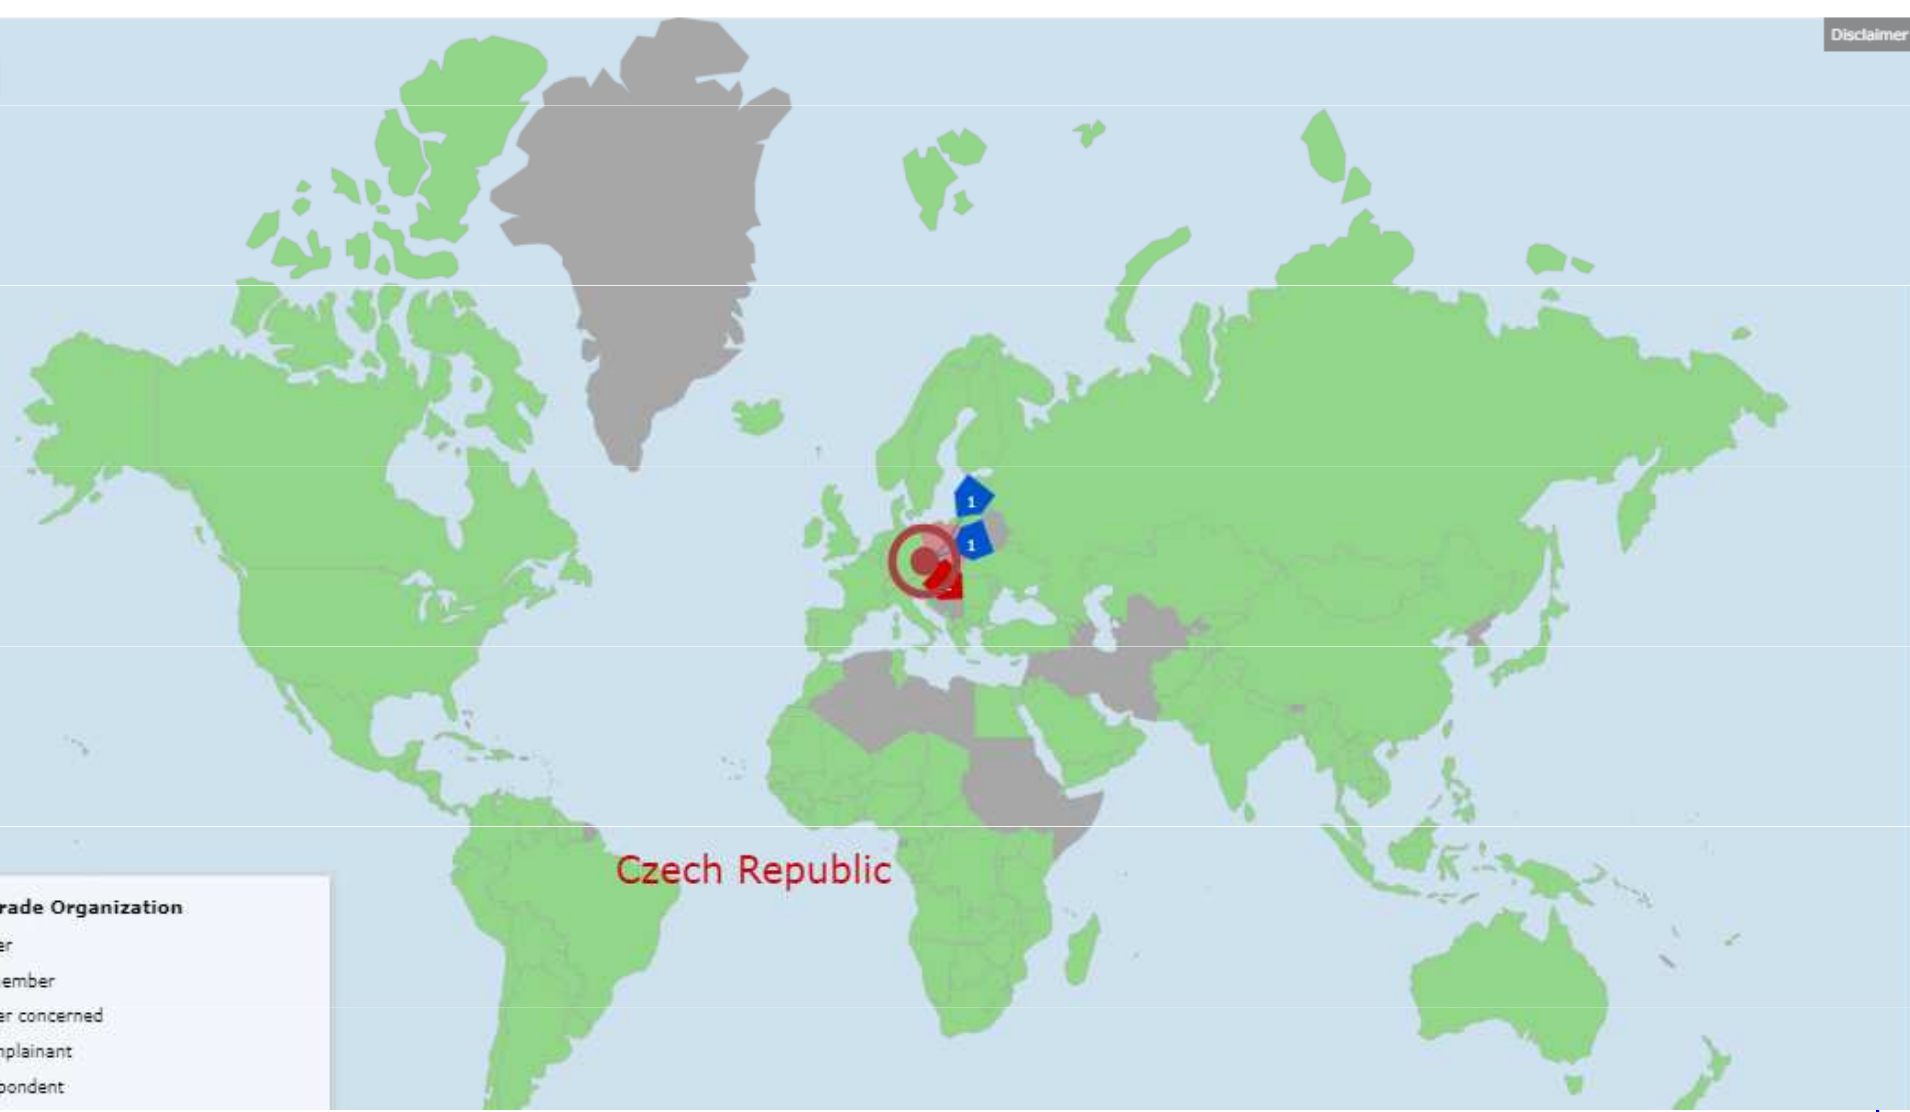 Disclaimer
1
1
Czech Republic
rade Organization
er
ember
er concerned
nplainant
pondent